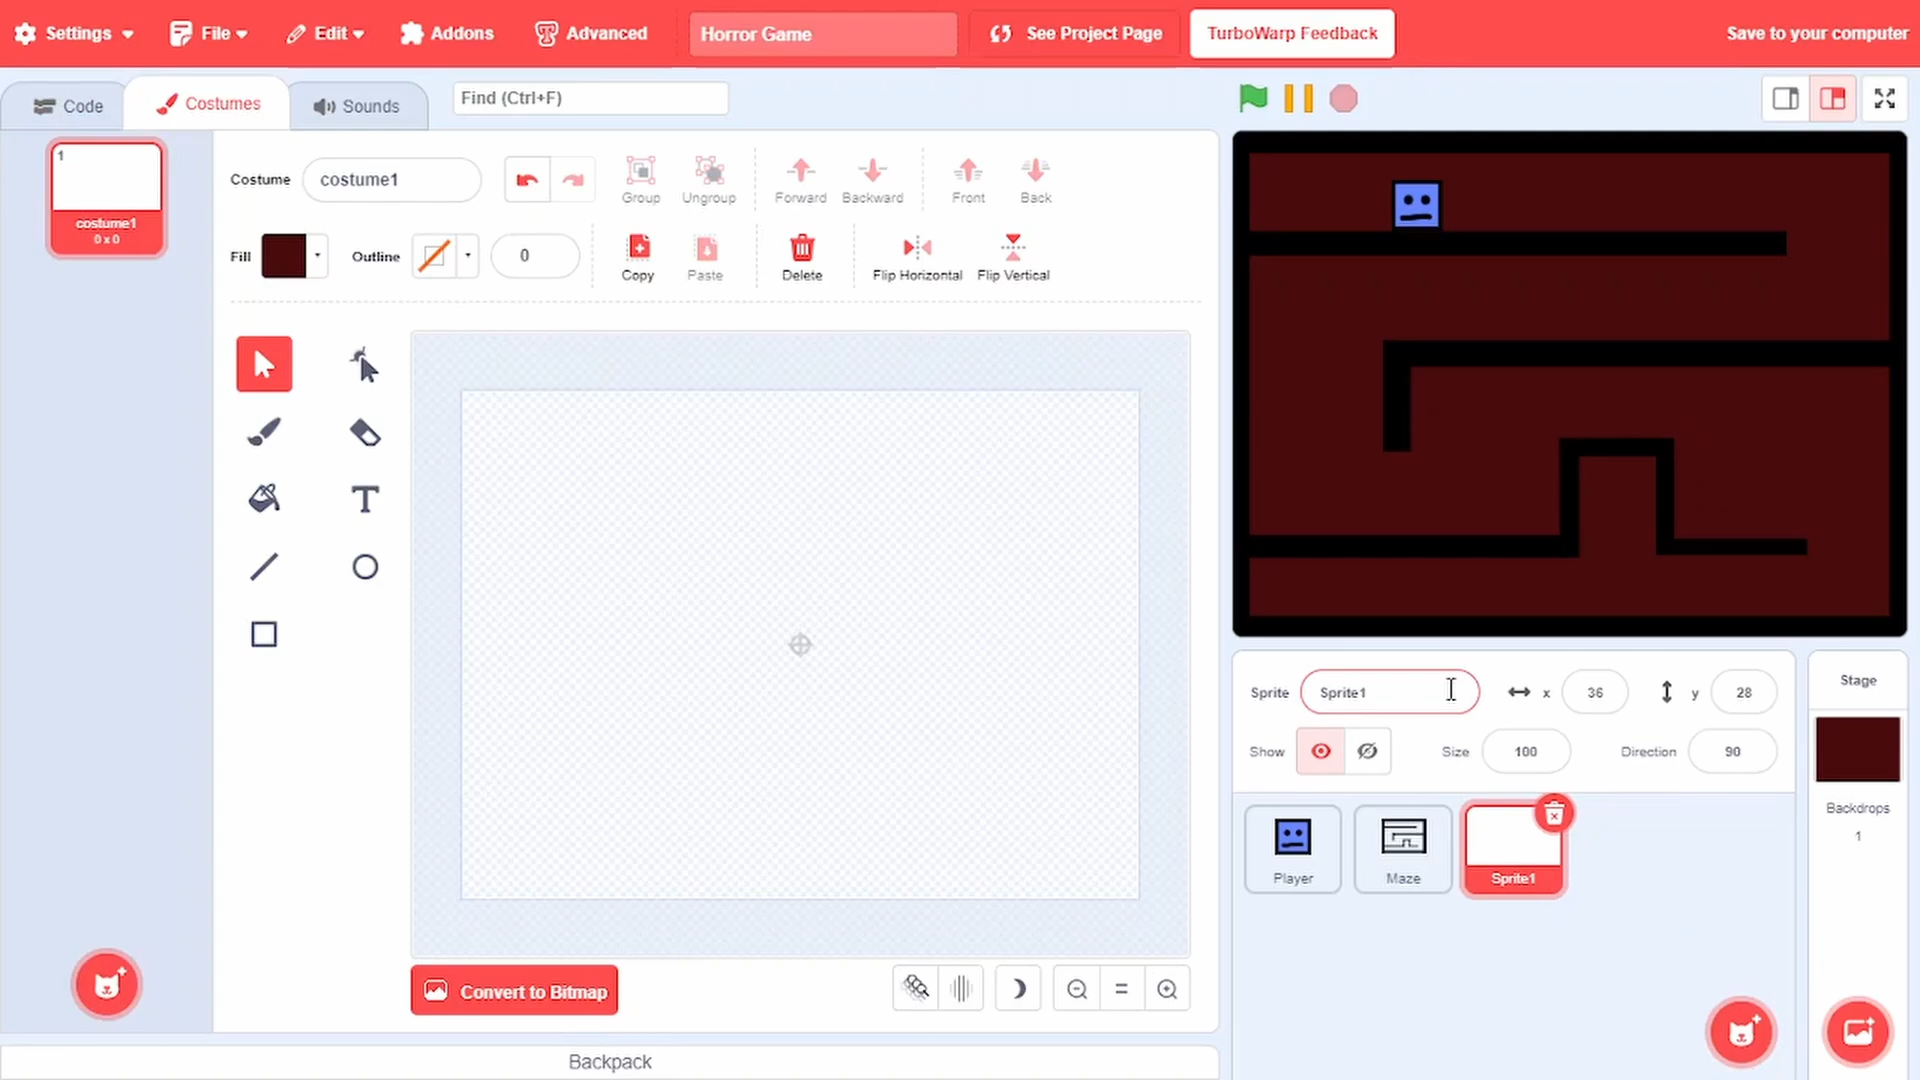 Settings File Edit Addons Advanced Horror Game See Project Page TurboWarp Feedback Save to your computer
Code Costumes Sounds Find (Ctrl+F)
1
costume1
0 x 0
Costume costume1 Group Ungroup Forward Backward Front Back
Fill Outline 0 Copy Paste Delete Flip Horizontal Flip Vertical
T
Convert to Bitmap
Backpack
Sprite Sprite1 x 36 y 28
Show Size 100 Direction 90
Player Maze Sprite1
Stage
Backdrops
1